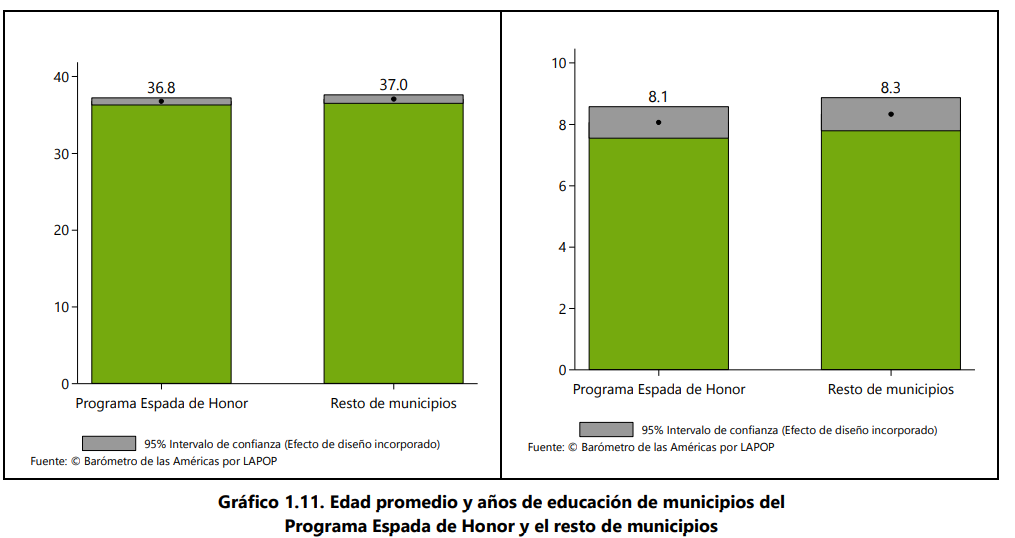 40
30
20
10
0
36.8
37.0
Programa Espada de Honor
Resto de municipios
95% Intervalo de confianza (Efecto de diseño incorporado)
Fuente: © Barómetro de las Américas por LAPOP
10
8
6
4
2
0
8.1
8.3
Programa Espada de Honor
Resto de municipios
95% Intervalo de confianza (Efecto de diseño incorporado)
Fuente: © Barómetro de las Américas por LAPOP
Gráfico 1.11. Edad promedio y años de educación de municipios del
Programa Espada de Honor y el resto de municipios